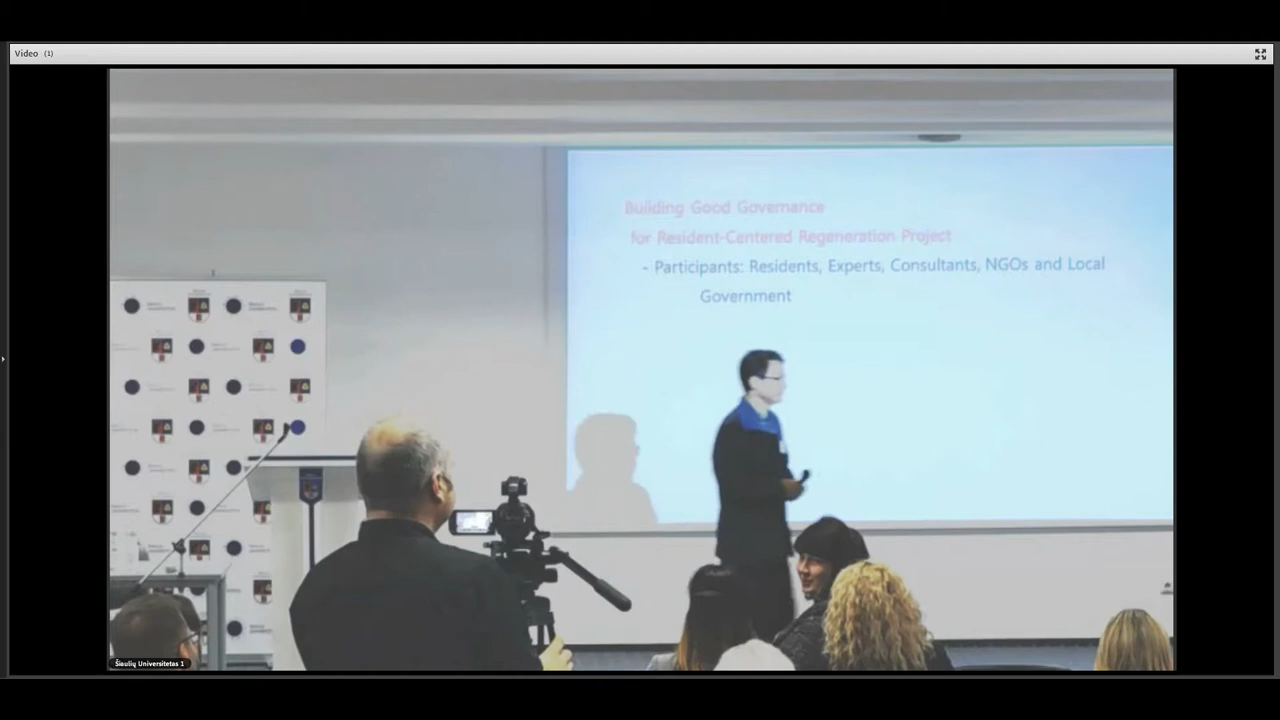 Video (1)
Building Good Governance
for Resident-Centered Regeneration Project
- Participants: Residents, Experts, Consultants, NGOs and Local
Government
Šiaulių Universitetas 1